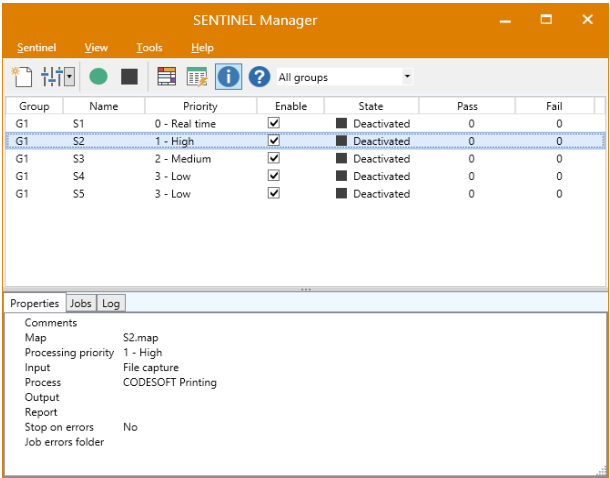 SENTINEL Manager
Sentinel View Tools Help
All groups
Group Name Priority Enable State Pass Fail
G1 S1 0 - Real time Deactivated 0 0
G1 S2 1 - High Deactivated 0 0
G1 S3 2 - Medium Deactivated 0 0
G1 S4 3 - Low Deactivated 0 0
G1 S5 3 - Low Deactivated 0 0
Properties Jobs Log
Comments
Map S2.map
Processing priority 1 - High
Input File capture
Process CODESOFT Printing
Output
Report
Stop on errors No
Job errors folder